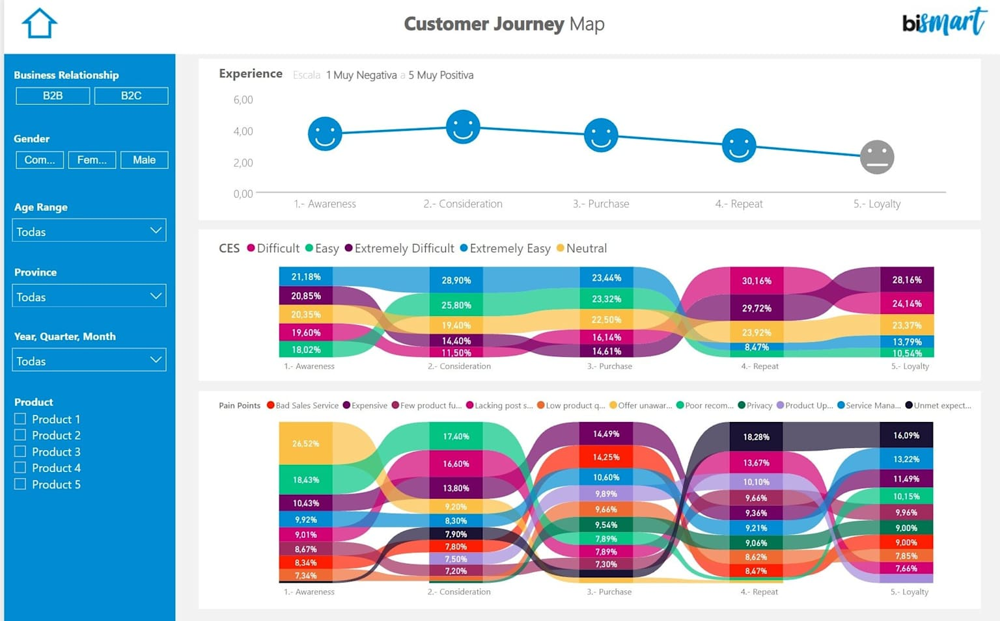 Customer Journey Map
bismart
Business Relationship
B2B
B2C
Gender
Com...
Fem...
Male
Age Range
Todas
Province
Todas
Year, Quarter, Month
Todas
Product
Product 1
Product 2
Product 3
Product 4
Product 5
Experience Escala 1 Muy Negativa a 5 Muy Positiva
6,00
4,00
2,00
0,00
1.- Awareness 2.- Consideration 3.- Purchase 4.- Repeat 5.- Loyalty
CES Difficult Easy Extremely Difficult Extremely Easy Neutral
21,18%
20,85%
20,35%
19,60%
18,02%
28,90%
25,80%
19,40%
14,40%
11,50%
23,44%
23,32%
22,50%
16,14%
14,61%
30,16%
29,72%
23,92%
8,47%
28,16%
24,14%
23,37%
13,79%
10,54%
1.- Awareness 2.- Consideration 3.- Purchase 4.- Repeat 5.- Loyalty
Pain Points Bad Sales Service Expensive Few product fu... Lacking post s... Low product q... Offer unawar... Poor recom... Privacy Product Up... Service Mana... Unmet expect...
26,52%
18,43%
10,43%
9,92%
9,01%
8,67%
8,34%
7,34%
17,40%
16,60%
13,80%
9,20%
8,30%
7,90%
7,80%
7,50%
7,20%
14,49%
14,25%
10,60%
9,89%
9,66%
9,54%
7,89%
7,89%
7,30%
18,28%
13,67%
10,10%
9,66%
9,36%
9,21%
9,06%
8,62%
8,47%
16,09%
13,22%
11,49%
10,15%
9,96%
9,00%
9,00%
7,85%
7,66%
1.- Awareness 2.- Consideration 3.- Purchase 4.- Repeat 5.- Loyalty